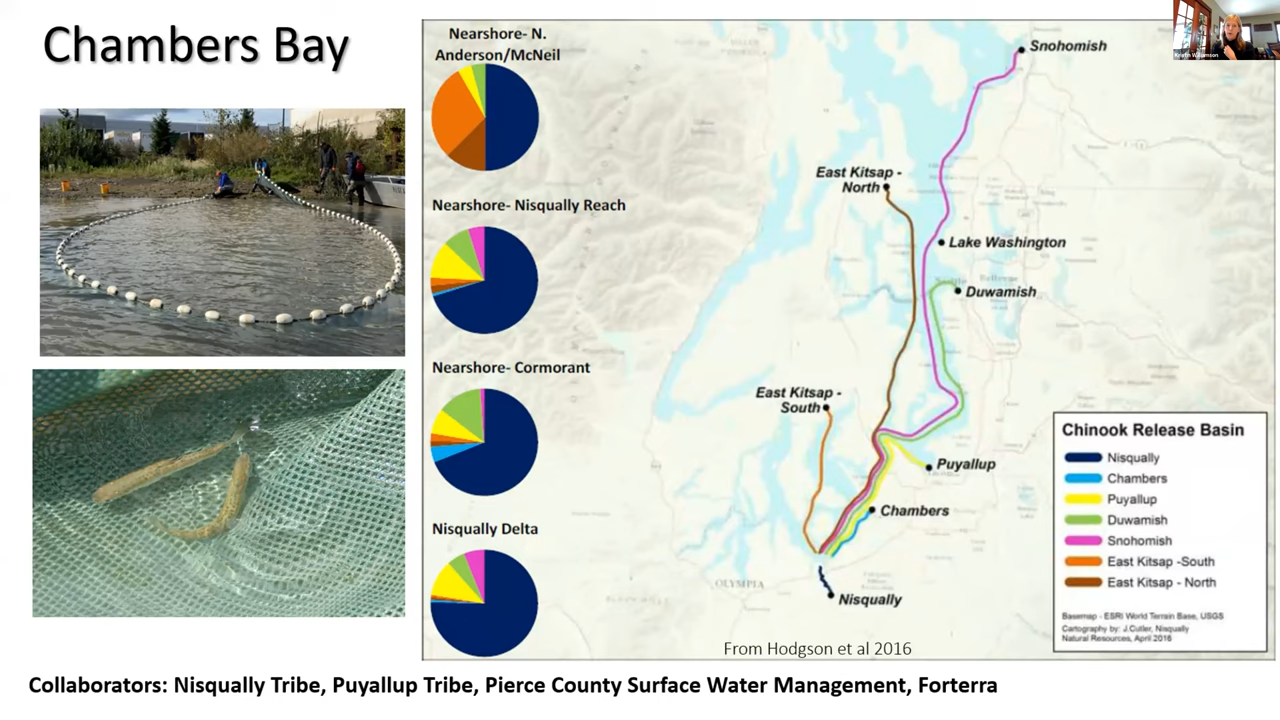 Chambers Bay
Nearshore- N.
Anderson/McNeil
Nearshore- Nisqually Reach
Nearshore- Cormorant
Nisqually Delta
Snohomish
East Kitsap -
North
Lake Washington
Duwamish
East Kitsap -
South
Puyallup
Chambers
OLYMPIA
Nisqually
From Hodgson et al 2016
Chinook Release Basin
Nisqually
Chambers
Puyallup
Duwamish
Snohomish
East Kitsap -South
East Kitsap - North
Basemap - ESRI World Terrain Base, USGS
Cartography by: J.Cutler, Nisqually
Natural Resources, April 2016
Kristin Williamson
Collaborators: Nisqually Tribe, Puyallup Tribe, Pierce County Surface Water Management, Forterra